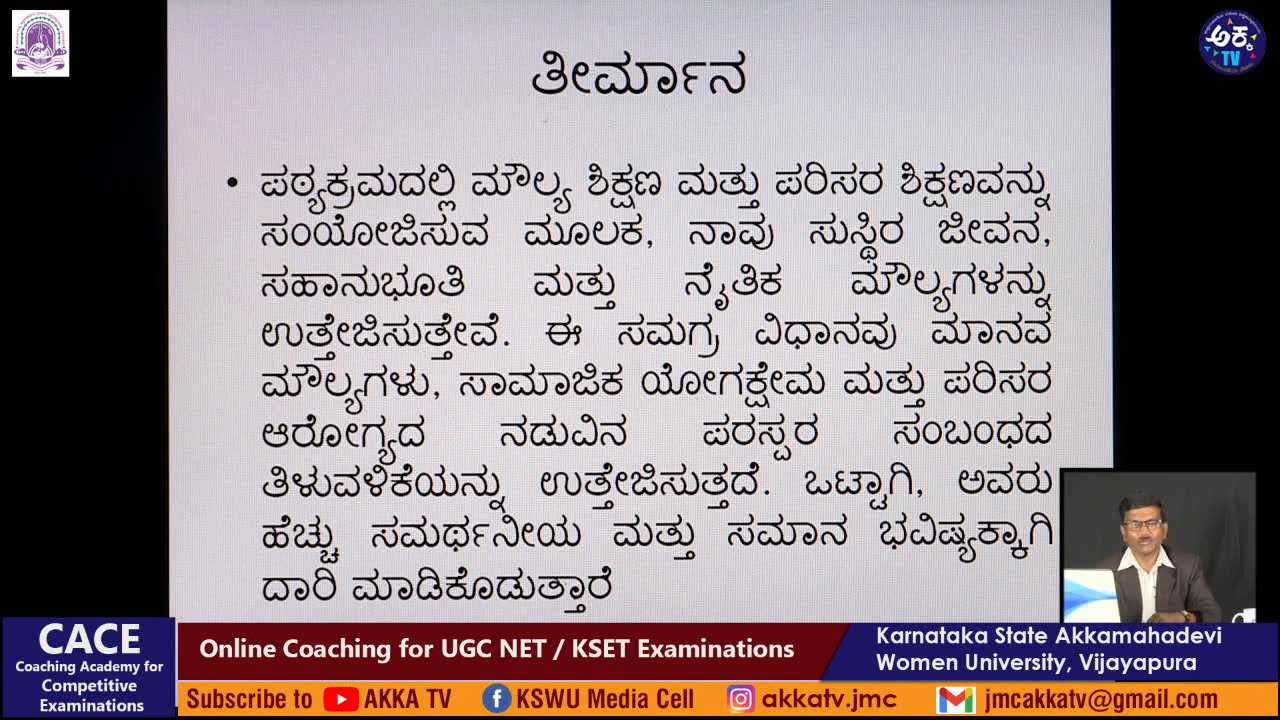 ಅಕ್ಕ
TV
ತೀರ್ಮಾನ
• ಪಠ್ಯಕ್ರಮದಲ್ಲಿ ಮೌಲ್ಯ ಶಿಕ್ಷಣ ಮತ್ತು ಪರಿಸರ ಶಿಕ್ಷಣವನ್ನು
ಸಂಯೋಜಿಸುವ ಮೂಲಕ, ನಾವು ಸುಸ್ಥಿರ ಜೀವನ,
ಸಹಾನುಭೂತಿ ಮತ್ತು ನೈತಿಕ ಮೌಲ್ಯಗಳನ್ನು
ಉತ್ತೇಜಿಸುತ್ತೇವೆ. ಈ ಸಮಗ್ರ ವಿಧಾನವು ಮಾನವ
ಮೌಲ್ಯಗಳು, ಸಾಮಾಜಿಕ ಯೋಗಕ್ಷೇಮ ಮತ್ತು ಪರಿಸರ
ಆರೋಗ್ಯದ ನಡುವಿನ ಪರಸ್ಪರ ಸಂಬಂಧದ
ತಿಳುವಳಿಕೆಯನ್ನು ಉತ್ತೇಜಿಸುತ್ತದೆ. ಒಟ್ಟಾಗಿ, ಅವರು
ಹೆಚ್ಚು ಸಮರ್ಥನೀಯ ಮತ್ತು ಸಮಾನ ಭವಿಷ್ಯಕ್ಕಾಗಿ
ದಾರಿ ಮಾಡಿಕೊಡುತ್ತಾರೆ
CACE
Coaching Academy for
Competitive
Examinations
Online Coaching for UGC NET / KSET Examinations
Karnataka State Akkamahadevi
Women University, Vijayapura
Subscribe to AKKA TV KSWU Media Cell akkatv.jmc jmcakkatv@gmail.com